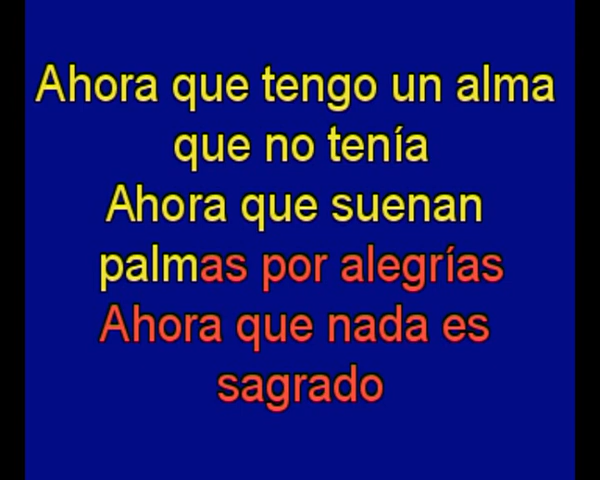 Ahora que tengo un alma
que no tenía
Ahora que suenan
palmas por alegrías
Ahora que nada es
sagrado